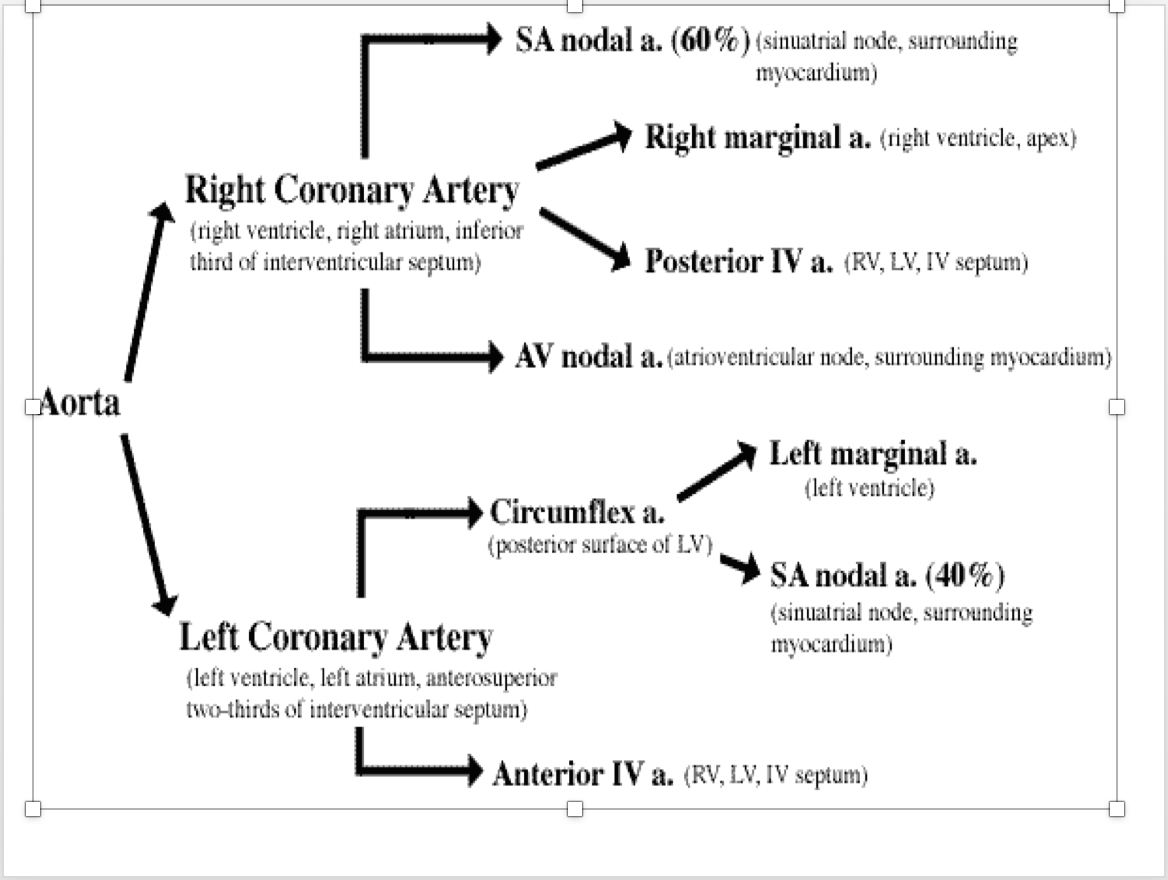 SA nodal a. (60%) (sinuatrial node, surrounding
myocardium)
Right marginal a. (right ventricle, apex)
Right Coronary Artery
(right ventricle, right atrium, inferior
third of interventricular septum)
Posterior IV a. (RV, LV, IV septum)
AV nodal a. (atrioventricular node, surrounding myocardium)
Aorta
Left marginal a.
(left ventricle)
Circumflex a.
(posterior surface of LV)
SA nodal a. (40%)
(sinuatrial node, surrounding
myocardium)
Left Coronary Artery
(left ventricle, left atrium, anterosuperior
two-thirds of interventricular septum)
Anterior IV a. (RV, LV, IV septum)